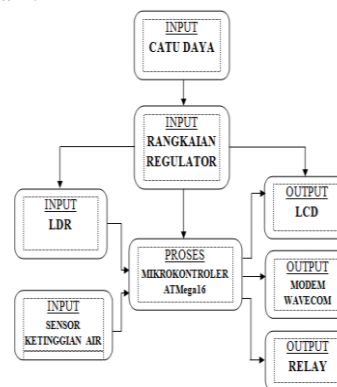 INPUT
CATU DAYA
INPUT
RANGKAIAN
REGULATOR
INPUT
LDR
OUTPUT
LCD
PROSES
MIKROKONTROLER
ATMega16
OUTPUT
MODEM
WAVECOM
INPUT
SENSOR
KETINGGIAN AIR
OUTPUT
RELAY